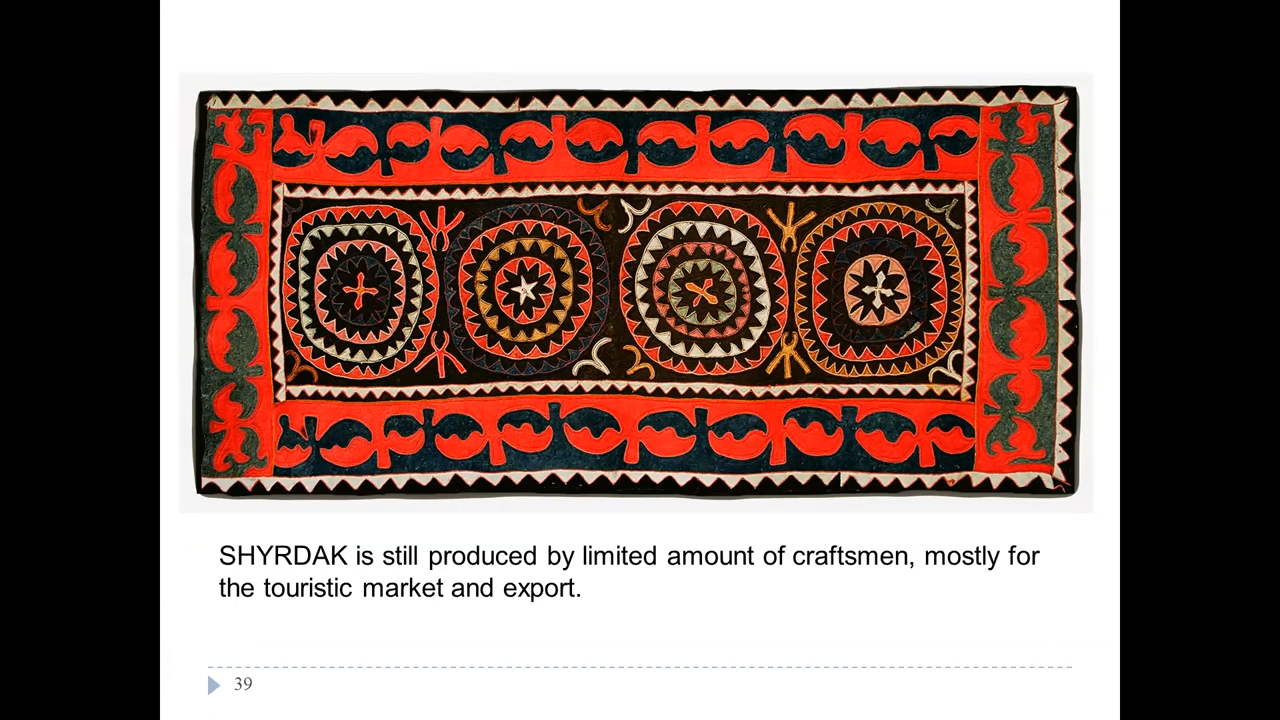 SHYRDAK is still produced by limited amount of craftsmen, mostly for
the touristic market and export.
39